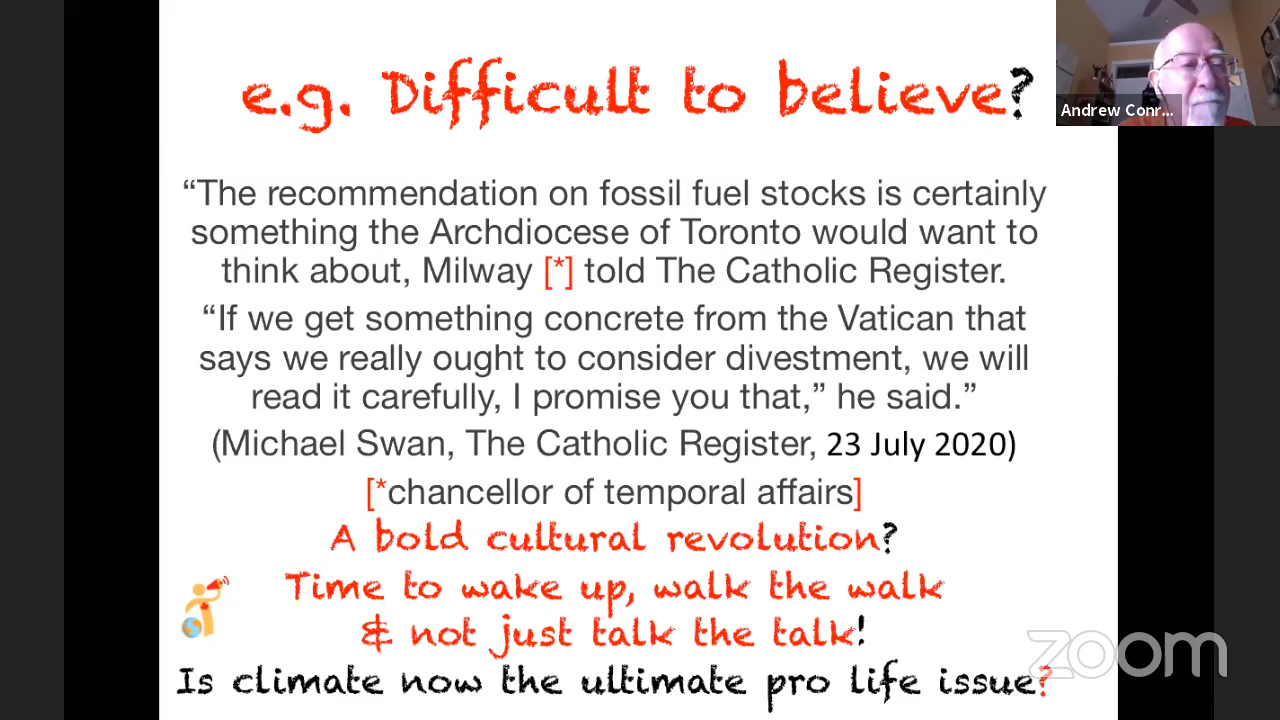 e.g. Difficult to believe?
Andrew Conr...
“The recommendation on fossil fuel stocks is certainly
something the Archdiocese of Toronto would want to
think about, Milway [*] told The Catholic Register.
“If we get something concrete from the Vatican that
says we really ought to consider divestment, we will
read it carefully, I promise you that,” he said.”
(Michael Swan, The Catholic Register, 23 July 2020)
[*chancellor of temporal affairs]
A bold cultural revolution?
Time to wake up, walk the walk
& not just talk the talk!
Is climate now the ultimate pro life issue?
zoom